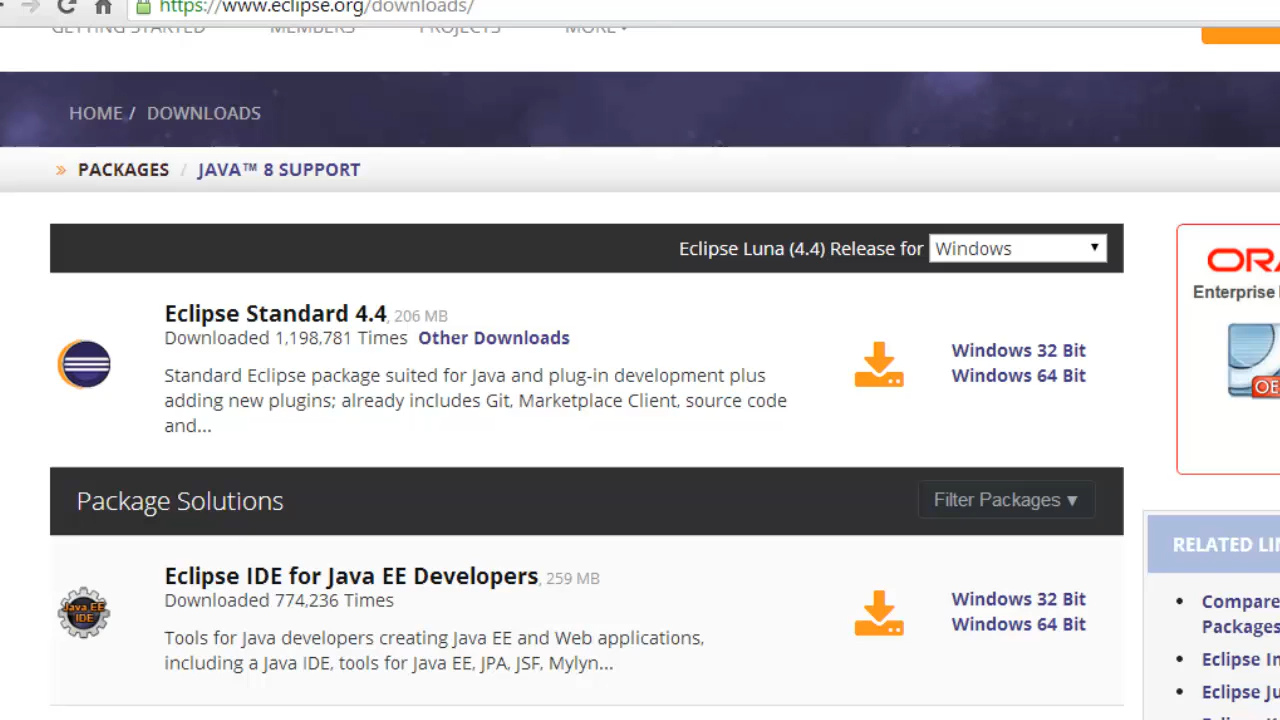 https://www.eclipse.org/downloads/
GETTING STARTED MEMBERS PROJECTS MORE
HOME / DOWNLOADS
» PACKAGES / JAVA™ 8 SUPPORT
Eclipse Luna (4.4) Release for Windows
Eclipse Standard 4.4, 206 MB
Downloaded 1,198,781 Times Other Downloads
Standard Eclipse package suited for Java and plug-in development plus
adding new plugins; already includes Git, Marketplace Client, source code
and...
Windows 32 Bit
Windows 64 Bit
Package Solutions
Filter Packages ▼
Eclipse IDE for Java EE Developers, 259 MB
Downloaded 774,236 Times
Java EE
IDE
Tools for Java developers creating Java EE and Web applications,
including a Java IDE, tools for Java EE, JPA, JSF, Mylyn...
Windows 32 Bit
Windows 64 Bit
ORA
Enterprise
OE
RELATED LI
• Compare
Packages
• Eclipse In
• Eclipse Ju